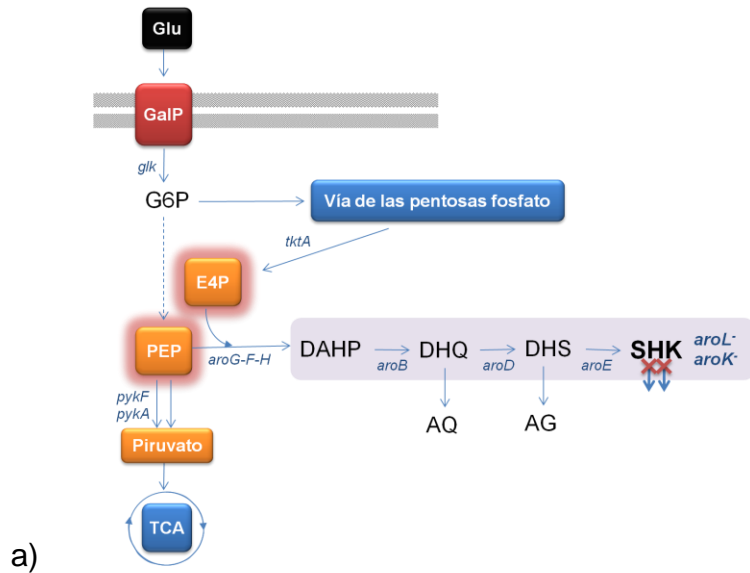 Glu
GalP
glk
G6P
Vía de las pentosas fosfato
tktA
E4P
PEP
aroG-F-H
DAHP
aroB
DHQ
aroD
DHS
aroE
SHK
aroL-
aroK-
pykF
pykA
AQ
AG
Piruvato
TCA
a)